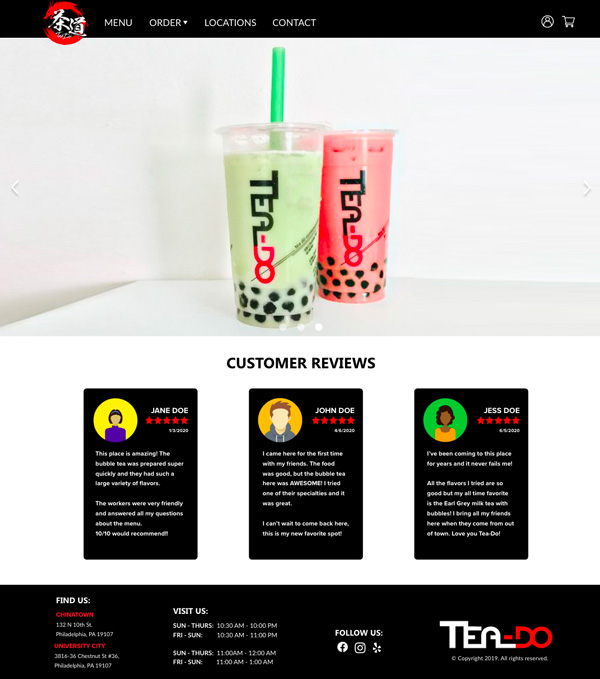 茶道
MENU
ORDER
LOCATIONS
CONTACT
TEA-DO
TEA-DO
CUSTOMER REVIEWS
JANE DOE
1/3/2020
This place is amazing! The
bubble tea was prepared super
quickly and they had such a
large variety of flavors.
The workers were very friendly
and answered all my questions
about the menu.
10/10 would recommend!!
JOHN DOE
4/6/2020
I came here for the first time
with my friends. The food
was good, but the bubble tea
here was AWESOME! I tried
one of their specialties and it
was great.
I can't wait to come back here,
this is my new favorite spot!
JESS DOE
6/5/2020
I've been coming to this place
for years and it never fails me!
All the flavors I tried are so
good but my all time favorite
is the Earl Grey milk tea with
bubbles! I bring all my friends
here when they come from out
of town. Love you Tea-Do!
FIND US:
CHINATOWN
132 N 10th St.
Philadelphia, PA 19107
UNIVERSITY CITY
3816-36 Chestnut St #36,
Philadelphia, PA 19107
VISIT US:
SUN - THURS: 10:30 AM - 10:00 PM
FRI - SUN: 10:30 AM - 11:00 PM
SUN - THURS: 11:00AM - 12:00 AM
FRI - SUN: 11:00 AM - 1:00 AM
FOLLOW US:
TEA-DO
© Copyright 2019. All rights reserved.